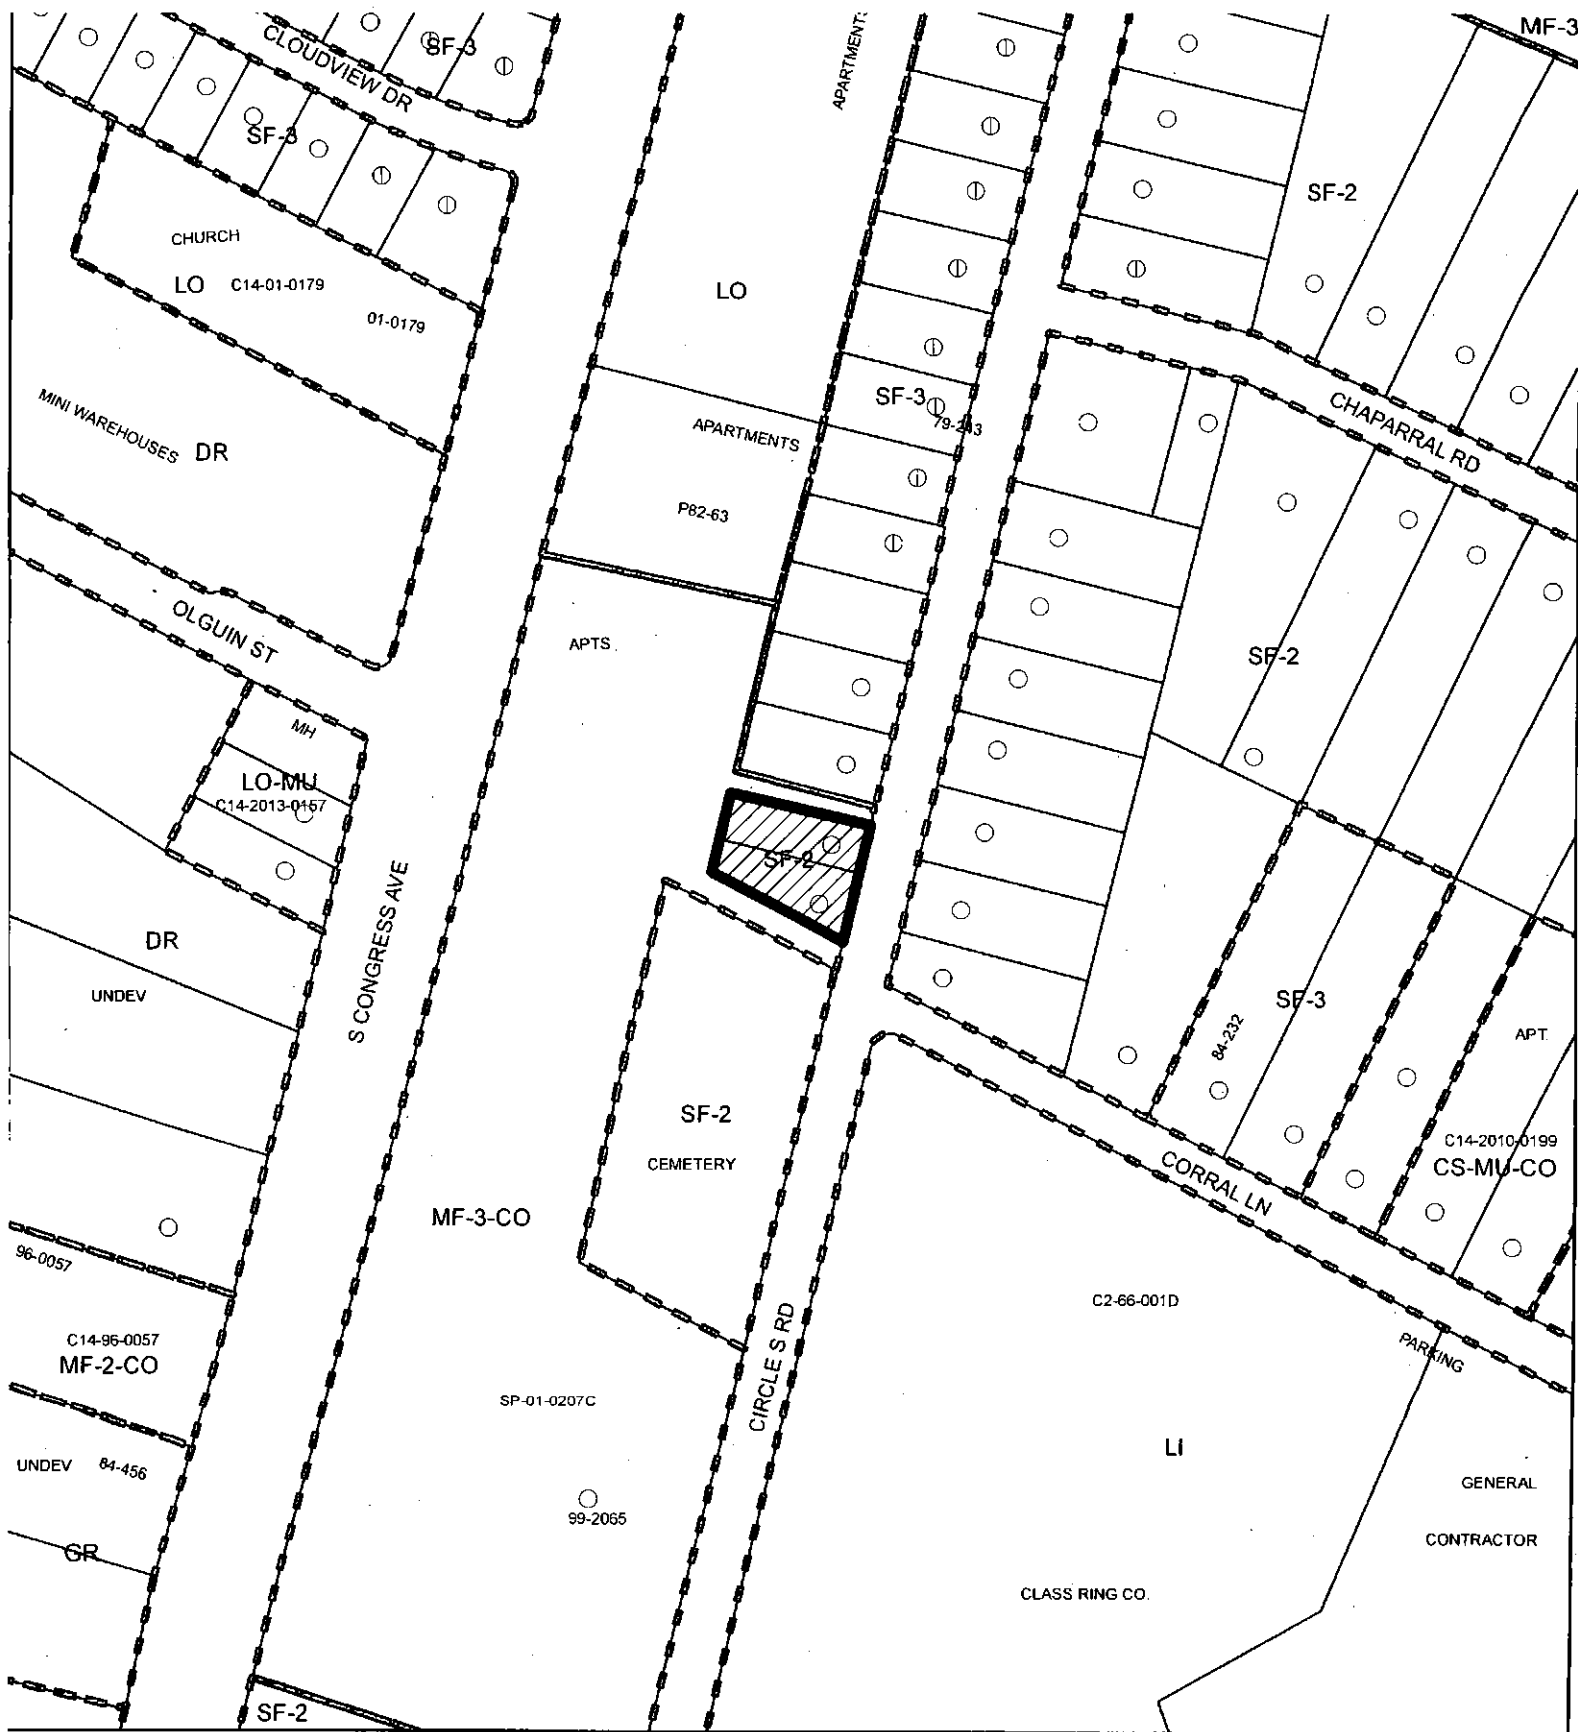 MF-3
CLOUDVIEW DR
SF-3
APARTMENTS
SF-3
SF-2
CHURCH
LO C14-01-0179
LO
01-0179
SF-3
79-243
CHAPARRAL RD
MINI WAREHOUSES
DR
APARTMENTS
P82-63
OLGUIN ST
APTS
SF-2
MH
LO-MU
C14-2013-0157
SF-2
S CONGRESS AVE
DR
UNDEV
SF-3
84-232
APT.
SF-2
CEMETERY
C14-2010-0199
CS-MU-CO
CORRAL LN
MF-3-CO
96-0057
C2-66-001D
C14-96-0057
MF-2-CO
PARKING
CIRCLE S RD
SP-01-0207C
LI
UNDEV
84-456
GENERAL
CONTRACTOR
99-2065
GR
CLASS RING CO.
SF-2